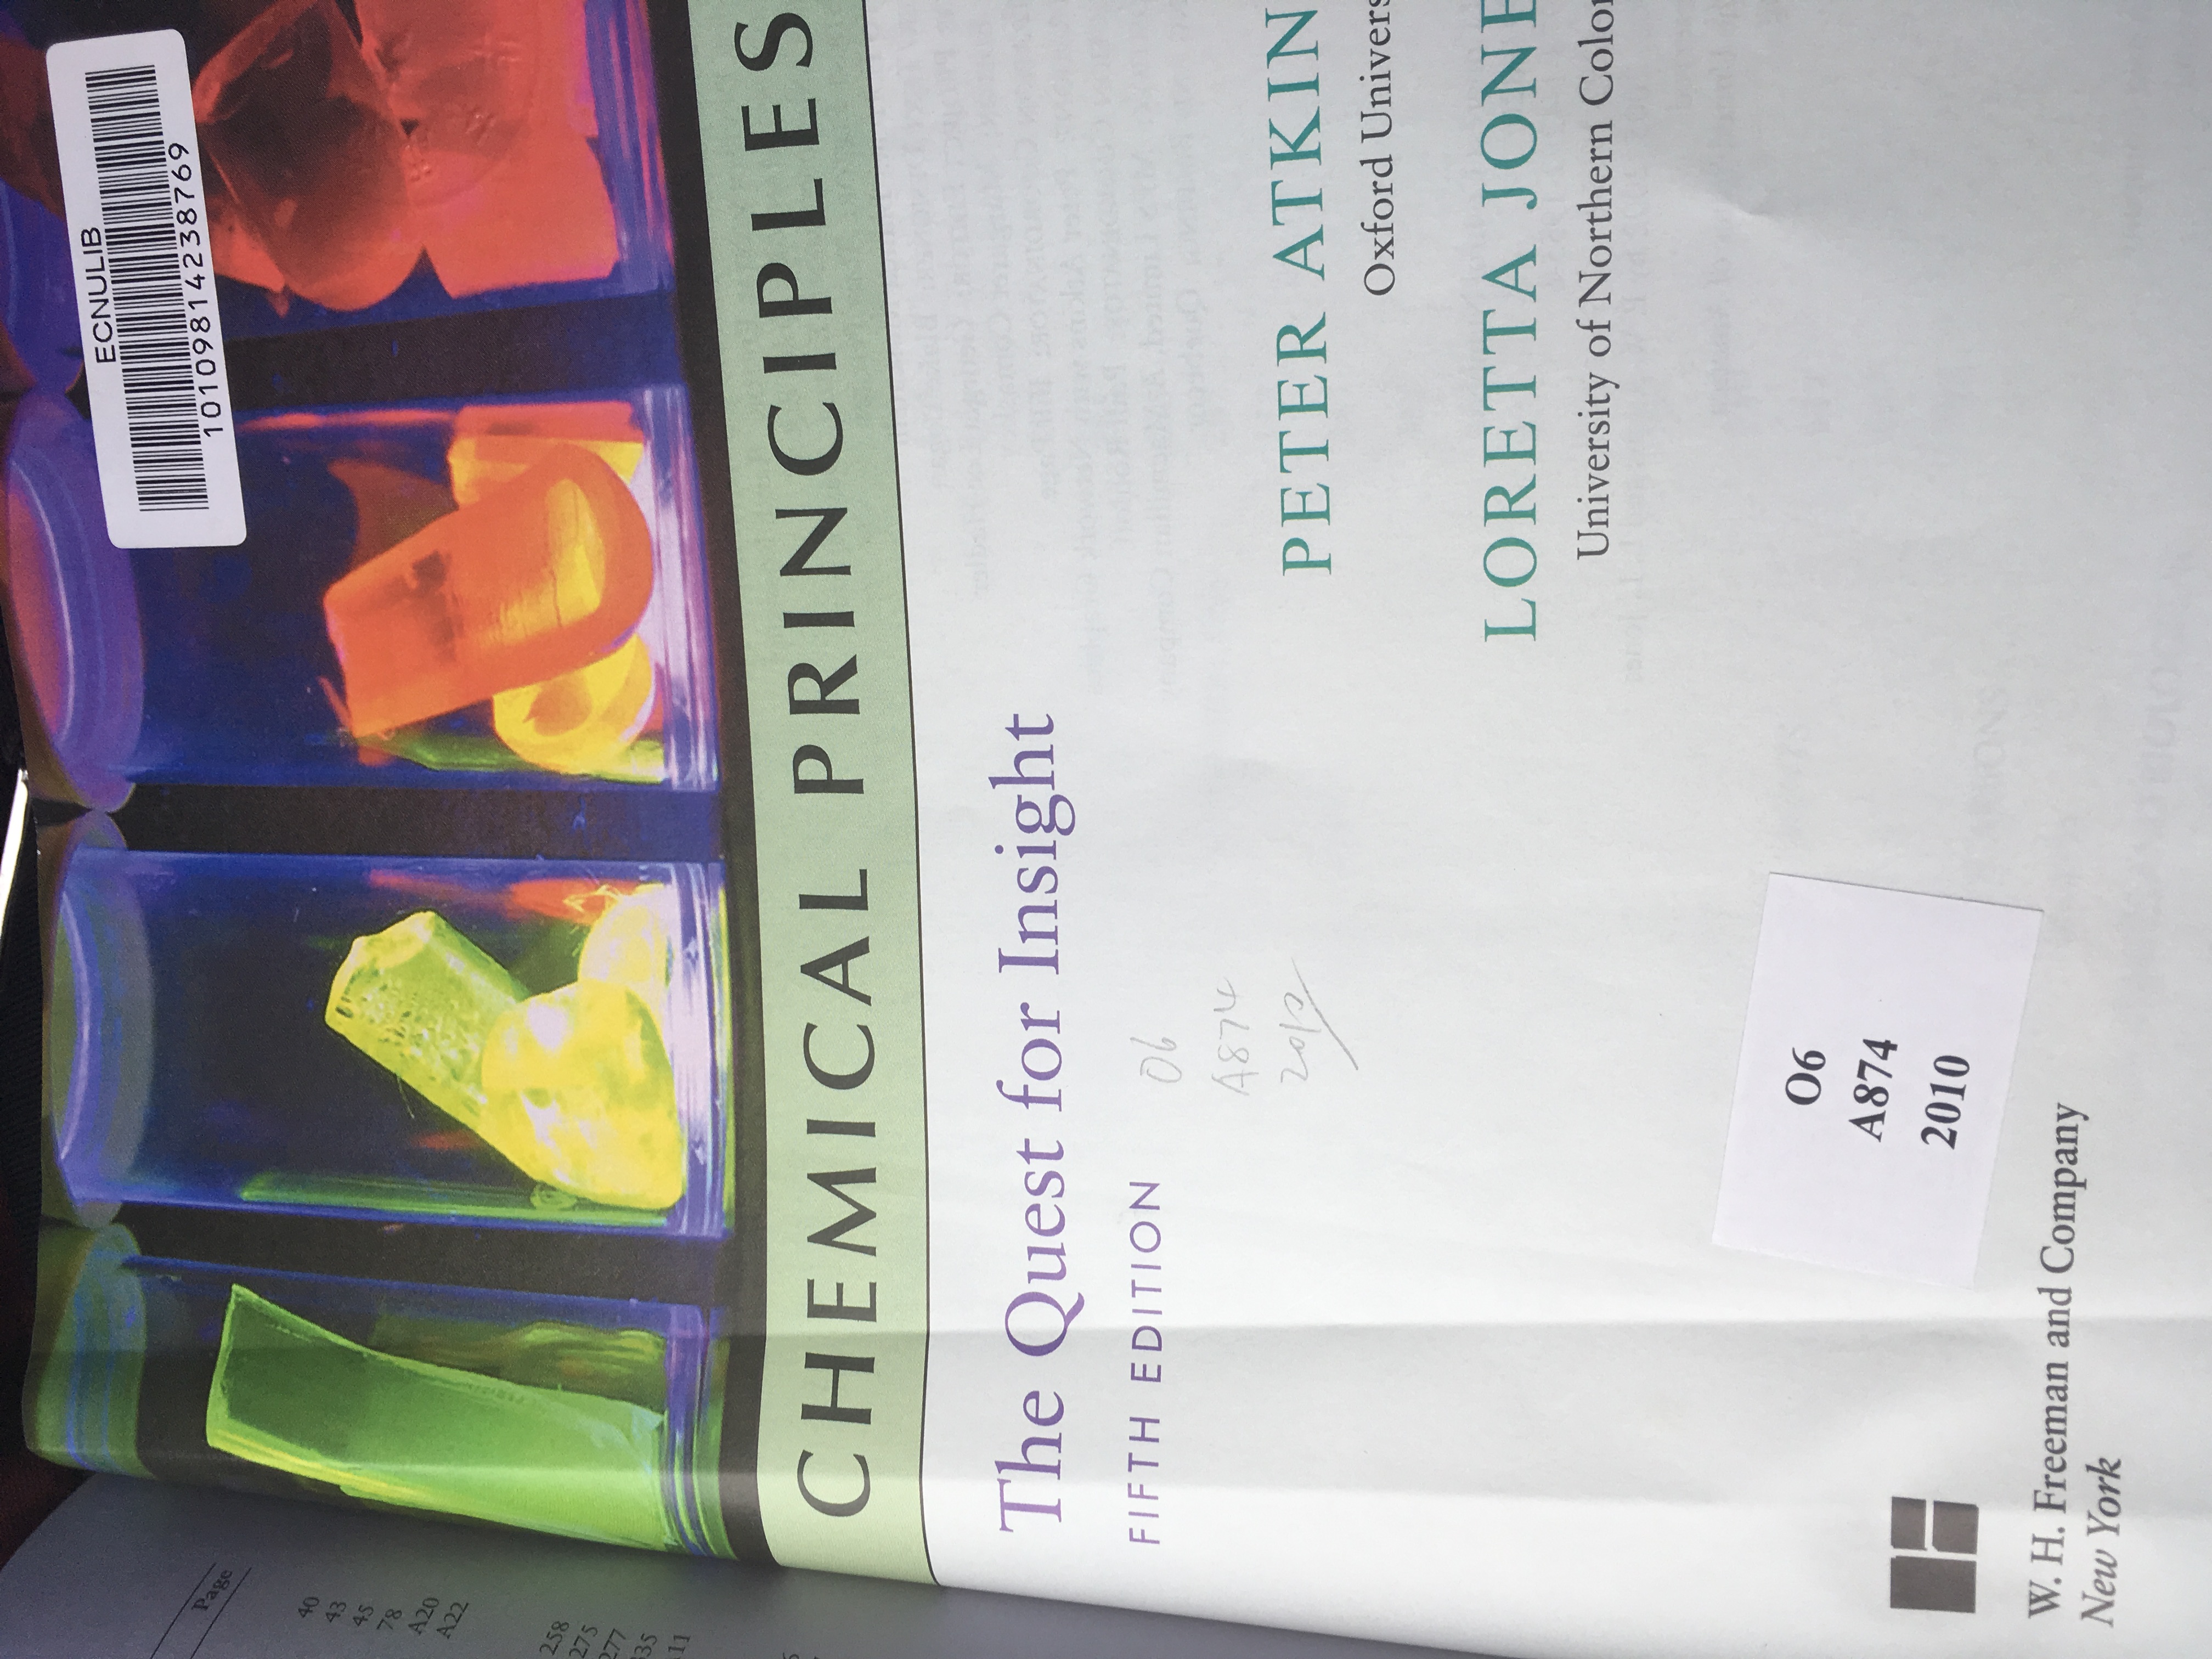 Page
40
43
45
78
A20
A22
258
275
277
ECNULIB
10109814238769
CHEMICAL PRINCIPLES
The Quest for Insight
FIFTH EDITION
06
A874
2010
PETER ATKIN
Oxford Univers
LORETTA JONE
University of Northern Color
O6
A874
2010
W. H. Freeman and Company
New York